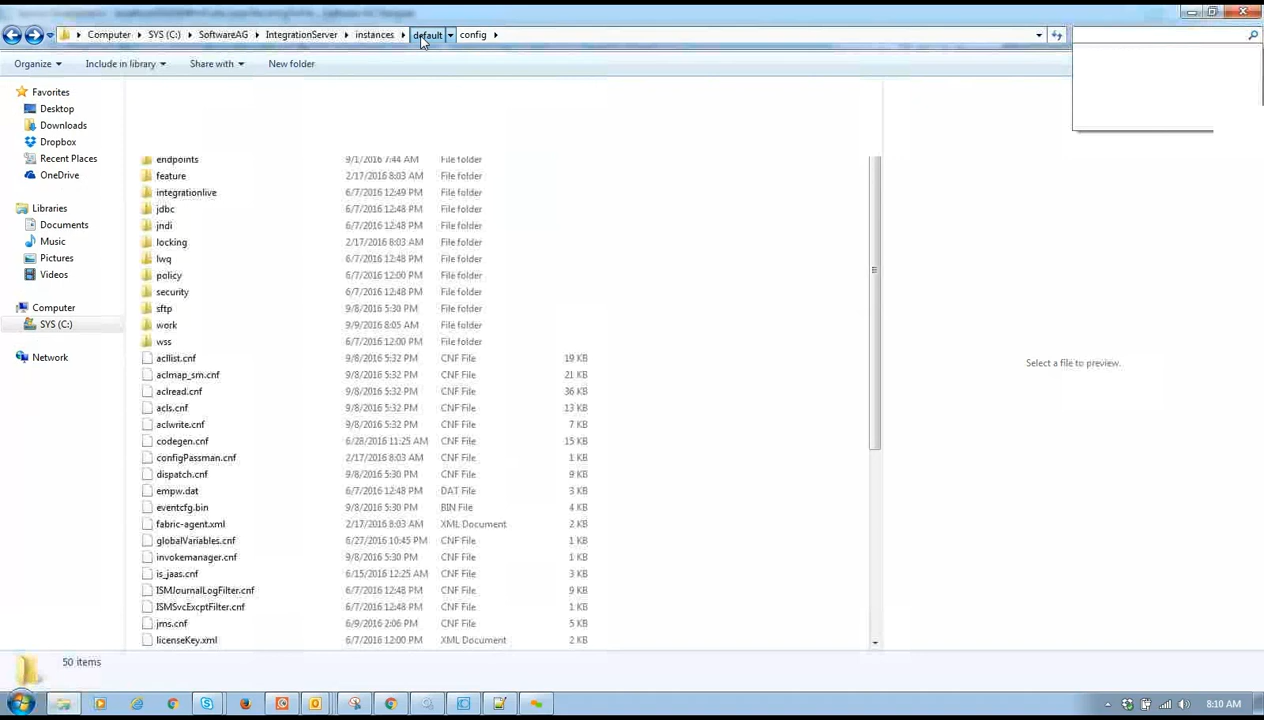 Computer SYS (C:) SoftwareAG IntegrationServer instances default config
Organize Include in library Share with New folder
Favorites
Desktop
Downloads
Dropbox
Recent Places
OneDrive
Libraries
Documents
Music
Pictures
Videos
Computer
SYS (C:)
Network
endpoints 9/1/2016 7:44 AM File folder
feature 2/17/2016 8:03 AM File folder
integrationlive 6/7/2016 12:49 PM File folder
jdbc 6/7/2016 12:48 PM File folder
jndi 6/7/2016 12:48 PM File folder
locking 2/17/2016 8:03 AM File folder
lwq 6/7/2016 12:48 PM File folder
policy 6/7/2016 12:00 PM File folder
security 6/7/2016 12:48 PM File folder
sftp 9/8/2016 5:30 PM File folder
work 9/9/2016 8:05 AM File folder
wss 6/7/2016 12:00 PM File folder
acllist.cnf 9/8/2016 5:32 PM CNF File 19 KB
aclmap_sm.cnf 9/8/2016 5:32 PM CNF File 21 KB
aclread.cnf 9/8/2016 5:32 PM CNF File 36 KB
acls.cnf 9/8/2016 5:32 PM CNF File 13 KB
aclwrite.cnf 9/8/2016 5:32 PM CNF File 7 KB
codegen.cnf 6/28/2016 11:25 AM CNF File 15 KB
configPassman.cnf 2/17/2016 8:03 AM CNF File 1 KB
dispatch.cnf 9/8/2016 5:30 PM CNF File 9 KB
empw.dat 6/7/2016 12:48 PM DAT File 3 KB
eventcfg.bin 9/8/2016 5:30 PM BIN File 4 KB
fabric-agent.xml 2/17/2016 8:03 AM XML Document 2 KB
globalVariables.cnf 6/27/2016 10:45 PM CNF File 1 KB
invokemanager.cnf 9/8/2016 5:30 PM CNF File 1 KB
is_jaas.cnf 6/15/2016 12:25 AM CNF File 3 KB
ISMJournalLogFilter.cnf 6/7/2016 12:48 PM CNF File 9 KB
ISMSvcExcptFilter.cnf 6/7/2016 12:48 PM CNF File 1 KB
jms.cnf 6/9/2016 2:06 PM CNF File 5 KB
licenseKey.xml 6/7/2016 12:00 PM XML Document 2 KB
Select a file to preview.
50 items
8:10 AM